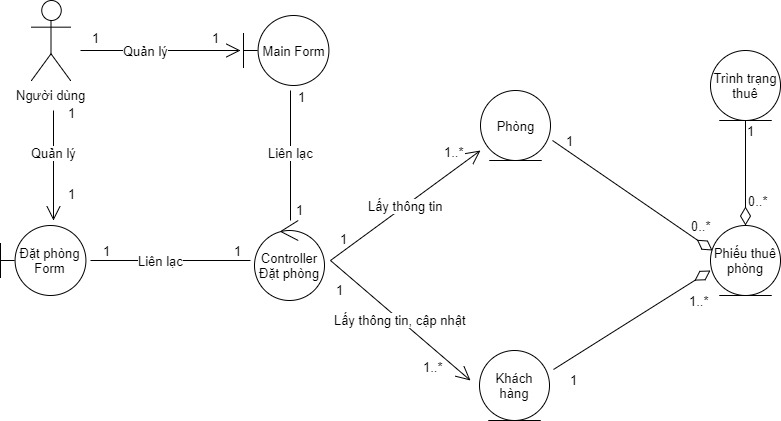 1
Quản lý
1
Main Form
Người dùng
1
Quản lý
1
Đặt phòng
Form
1
Liên lạc
1
1
Liên lạc
1
Controller
Đặt phòng
1
Lấy thông tin
1..*
Phòng
1
0..*
1
Lấy thông tin, cập nhật
1..*
Khách
hàng
1
1..*
Trình trạng
thuê
1
0..*
Phiếu thuê
phòng